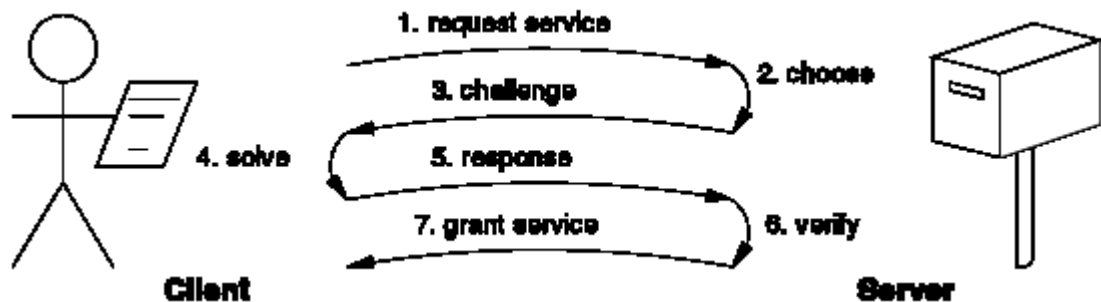 1. request service
2. choose
3. challenge
4. solve
5. response
6. verify
7. grant service
Client
Server